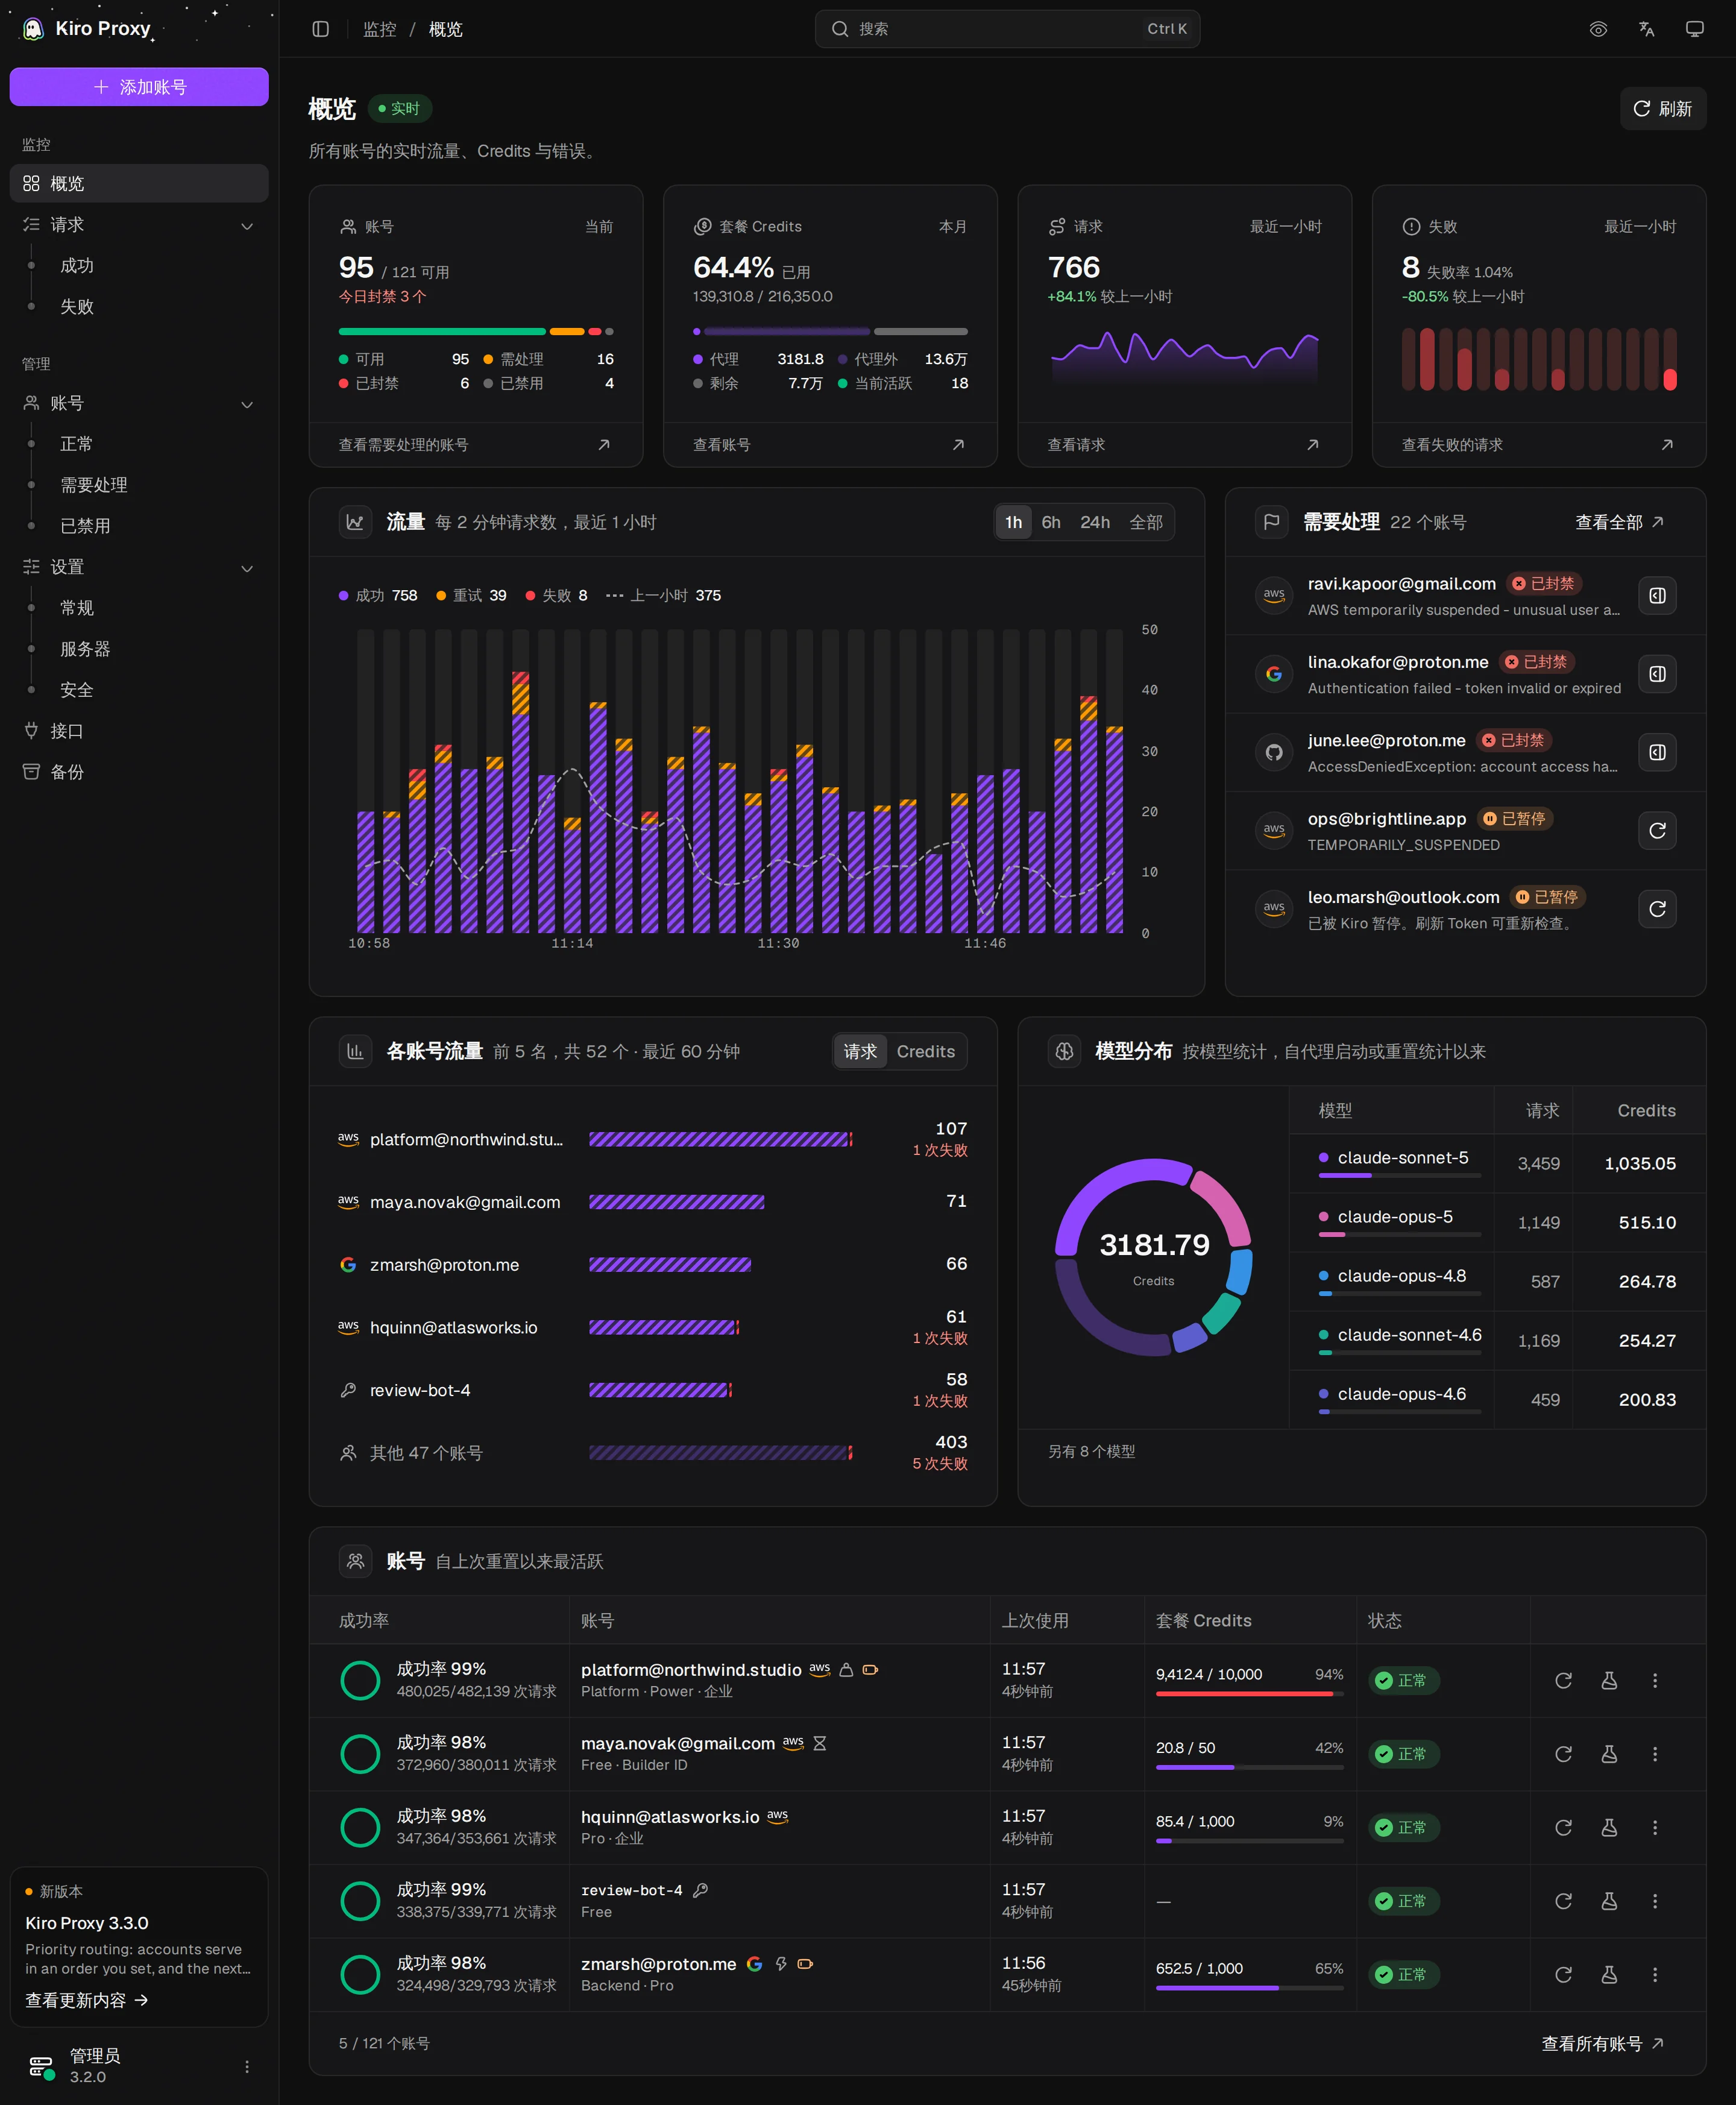 Kiro Proxy
监控 / 概览
搜索
Ctrl K
添加账号
监控
概览
请求
成功
失败
管理
账号
正常
需要处理
已禁用
设置
常规
服务器
安全
接口
备份
新版本
Kiro Proxy 3.3.0
Priority routing: accounts serve
in an order you set, and the next...
查看更新内容
管理员
3.2.0
概览 实时
刷新
所有账号的实时流量、Credits 与错误。
账号 当前
95 / 121 可用
今日封禁 3 个
可用 95 需处理 16
已封禁 6 已禁用 4
查看需要处理的账号
套餐 Credits 本月
64.4% 已用
139,310.8 / 216,350.0
代理 3181.8 代理外 13.6万
剩余 7.7万 当前活跃 18
查看账号
请求 最近一小时
766
+84.1% 较上一小时
查看请求
失败 最近一小时
8 失败率 1.04%
-80.5% 较上一小时
查看失败的请求
流量 每 2 分钟请求数，最近 1 小时
1h 6h 24h 全部
成功 758 重试 39 失败 8 上一小时 375
50
40
30
20
10
0
10:58 11:14 11:30 11:46
需要处理 22 个账号 查看全部
aws
ravi.kapoor@gmail.com 已封禁
AWS temporarily suspended - unusual user a...
lina.okafor@proton.me 已封禁
Authentication failed - token invalid or expired
june.lee@proton.me 已封禁
AccessDeniedException: account access ha...
aws
ops@brightline.app 已暂停
TEMPORARILY_SUSPENDED
aws
leo.marsh@outlook.com 已暂停
已被 Kiro 暂停。刷新 Token 可重新检查。
各账号流量 前 5 名，共 52 个 · 最近 60 分钟
请求 Credits
aws platform@northwind.stu... 107
1 次失败
aws maya.novak@gmail.com 71
zmarsh@proton.me 66
aws hquinn@atlasworks.io 61
1 次失败
review-bot-4 58
1 次失败
其他 47 个账号 403
5 次失败
模型分布 按模型统计，自代理启动或重置统计以来
3181.79
Credits
模型 请求 Credits
claude-sonnet-5 3,459 1,035.05
claude-opus-5 1,149 515.10
claude-opus-4.8 587 264.78
claude-sonnet-4.6 1,169 254.27
claude-opus-4.6 459 200.83
另有 8 个模型
账号 自上次重置以来最活跃
成功率 账号 上次使用 套餐 Credits 状态
成功率 99% platform@northwind.studio aws 11:57 9,412.4 / 10,000 94% 正常
480,025/482,139 次请求 Platform · Power · 企业 4秒钟前
成功率 98% maya.novak@gmail.com aws 11:57 20.8 / 50 42% 正常
372,960/380,011 次请求 Free · Builder ID 4秒钟前
成功率 98% hquinn@atlasworks.io aws 11:57 85.4 / 1,000 9% 正常
347,364/353,661 次请求 Pro · 企业 4秒钟前
成功率 99% review-bot-4 11:57 — 正常
338,375/339,771 次请求 Free 4秒钟前
成功率 98% zmarsh@proton.me 11:56 652.5 / 1,000 65% 正常
324,498/329,793 次请求 Backend · Pro 45秒钟前
5 / 121 个账号 查看所有账号